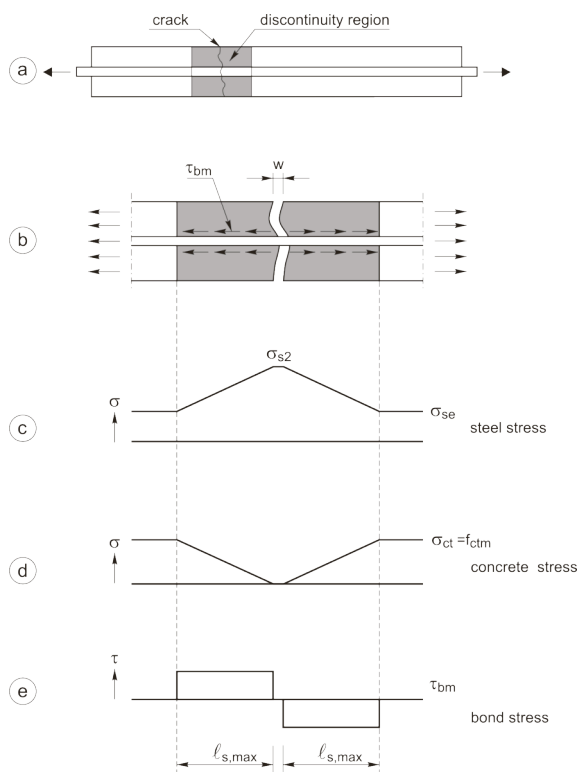 crack discontinuity region
a
w
τbm
b
σs2
σ
σse
steel stress
c
σct =fctm
σ
concrete stress
d
τ
e
τbm
bond stress
ℓs,max ℓs,max